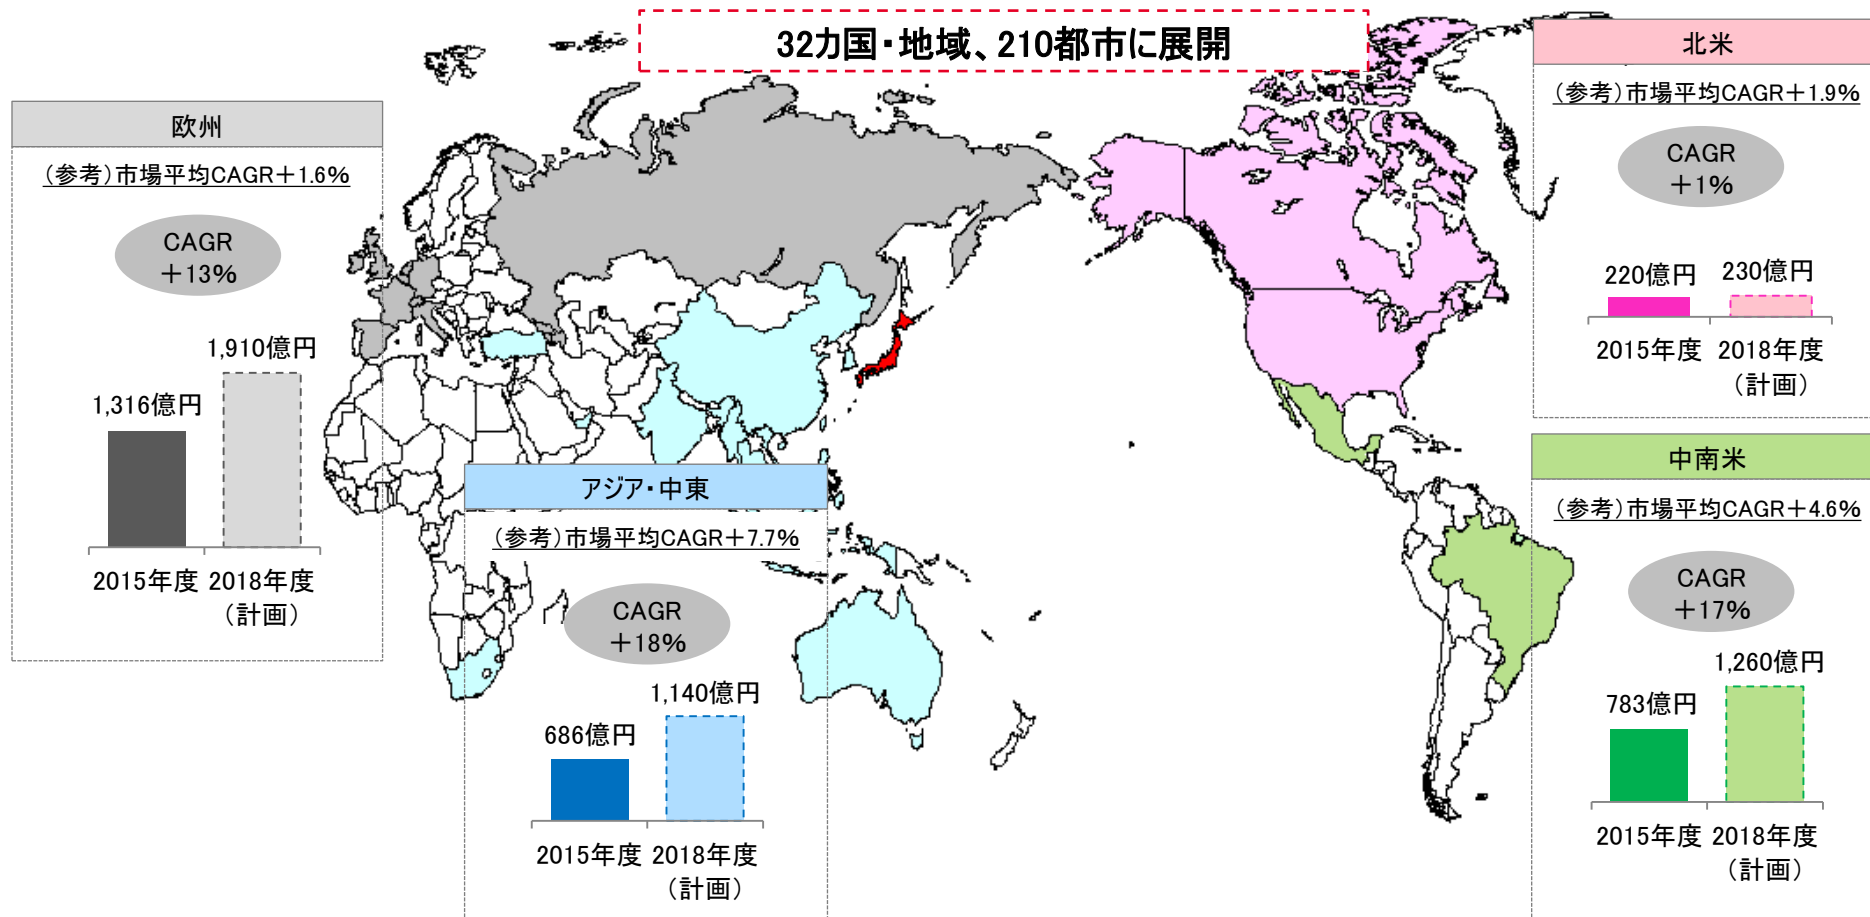 32カ国・地域、210都市に展開
欧州
(参考)市場平均CAGR+1.6%
CAGR
+13%
1,316億円
1,910億円
2015年度
2018年度
(計画)
アジア・中東
(参考)市場平均CAGR+7.7%
CAGR
+18%
686億円
1,140億円
2015年度
2018年度
(計画)
北米
(参考)市場平均CAGR+1.9%
CAGR
+1%
220億円
230億円
2015年度
2018年度
(計画)
中南米
(参考)市場平均CAGR+4.6%
CAGR
+17%
783億円
1,260億円
2015年度
2018年度
(計画)